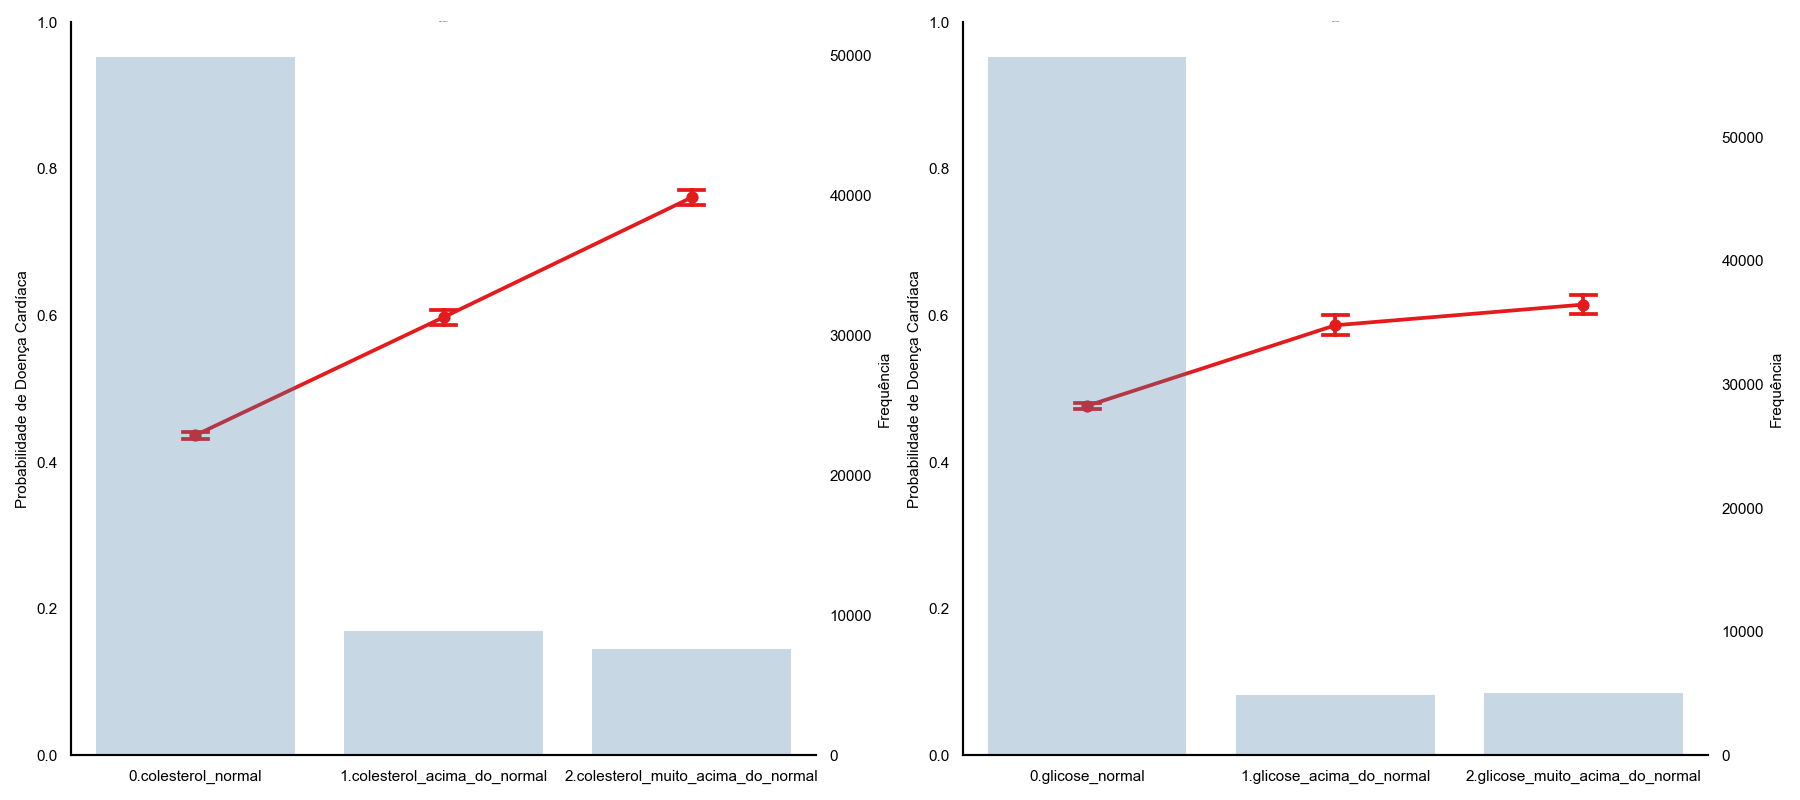 1.0
0.8
0.6
0.4
0.2
0.0
Probabilidade de Doença Cardíaca
50000
40000
30000
20000
10000
0
Frequência
0.colesterol_normal
1.colesterol_acima_do_normal
2.colesterol_muito_acima_do_normal
1.0
0.8
0.6
0.4
0.2
0.0
Probabilidade de Doença Cardíaca
50000
40000
30000
20000
10000
0
Frequência
0.glicose_normal
1.glicose_acima_do_normal
2.glicose_muito_acima_do_normal